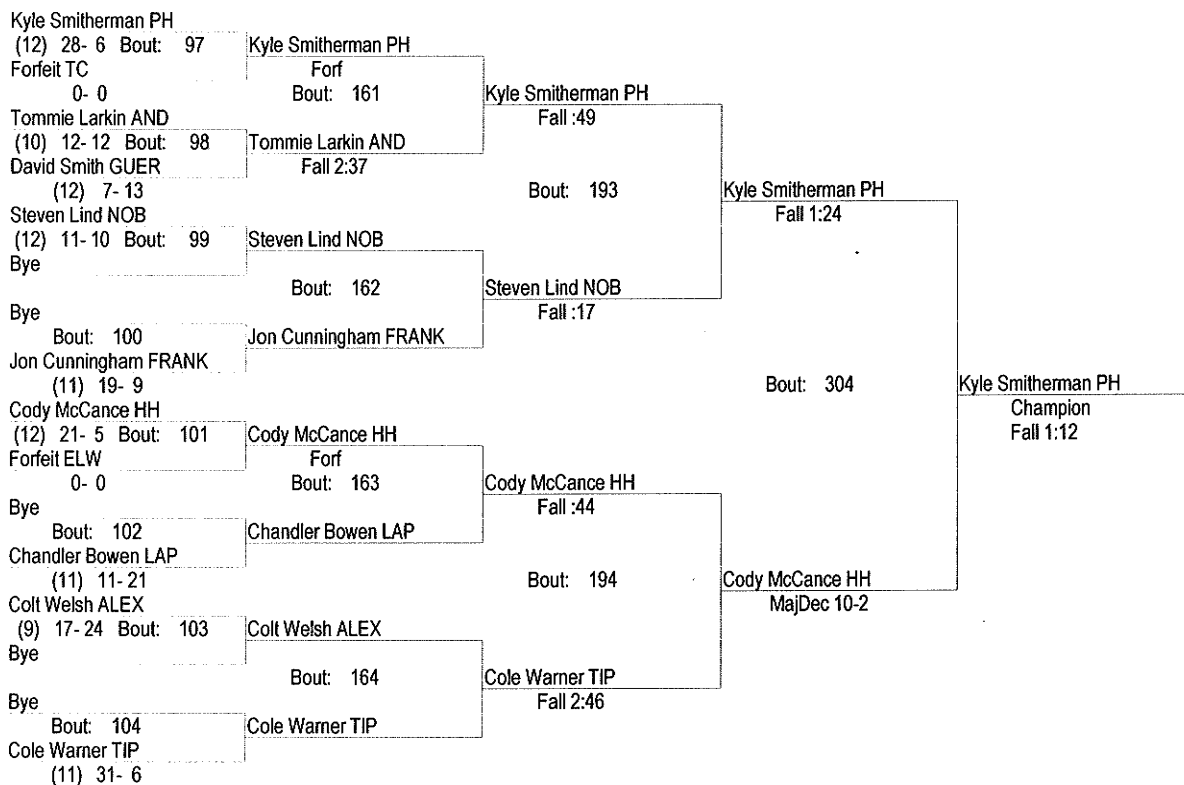 Kyle Smitherman PH
(12) 28- 6 Bout: 97 Kyle Smitherman PH
Forfeit TC Forf
0- 0 Bout: 161 Kyle Smitherman PH
Tommie Larkin AND Fall :49
(10) 12- 12 Bout: 98 Tommie Larkin AND
David Smith GUER Fall 2:37
(12) 7- 13 Bout: 193 Kyle Smitherman PH
Steven Lind NOB Fall 1:24
(12) 11- 10 Bout: 99 Steven Lind NOB
Bye
Bout: 162 Steven Lind NOB
Bye Fall :17
Bout: 100 Jon Cunningham FRANK
Jon Cunningham FRANK
(11) 19- 9 Bout: 304 Kyle Smitherman PH
Cody McCance HH Champion
(12) 21- 5 Bout: 101 Cody McCance HH Fall 1:12
Forfeit ELW Forf
0- 0 Bout: 163 Cody McCance HH
Bye Fall :44
Bout: 102 Chandler Bowen LAP
Chandler Bowen LAP
(11) 11- 21 Bout: 194 Cody McCance HH
Colt Welsh ALEX MajDec 10-2
(9) 17- 24 Bout: 103 Colt Welsh ALEX
Bye
Bout: 164 Cole Warner TIP
Bye Fall 2:46
Bout: 104 Cole Warner TIP
Cole Warner TIP
(11) 31- 6